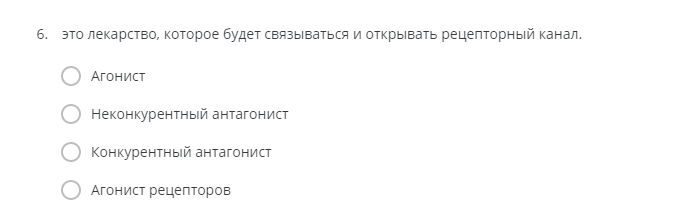 6. это лекарство, которое будет связываться и открывать рецепторный канал.
Агонист
Неконкурентный антагонист
Конкурентный антагонист
Агонист рецепторов